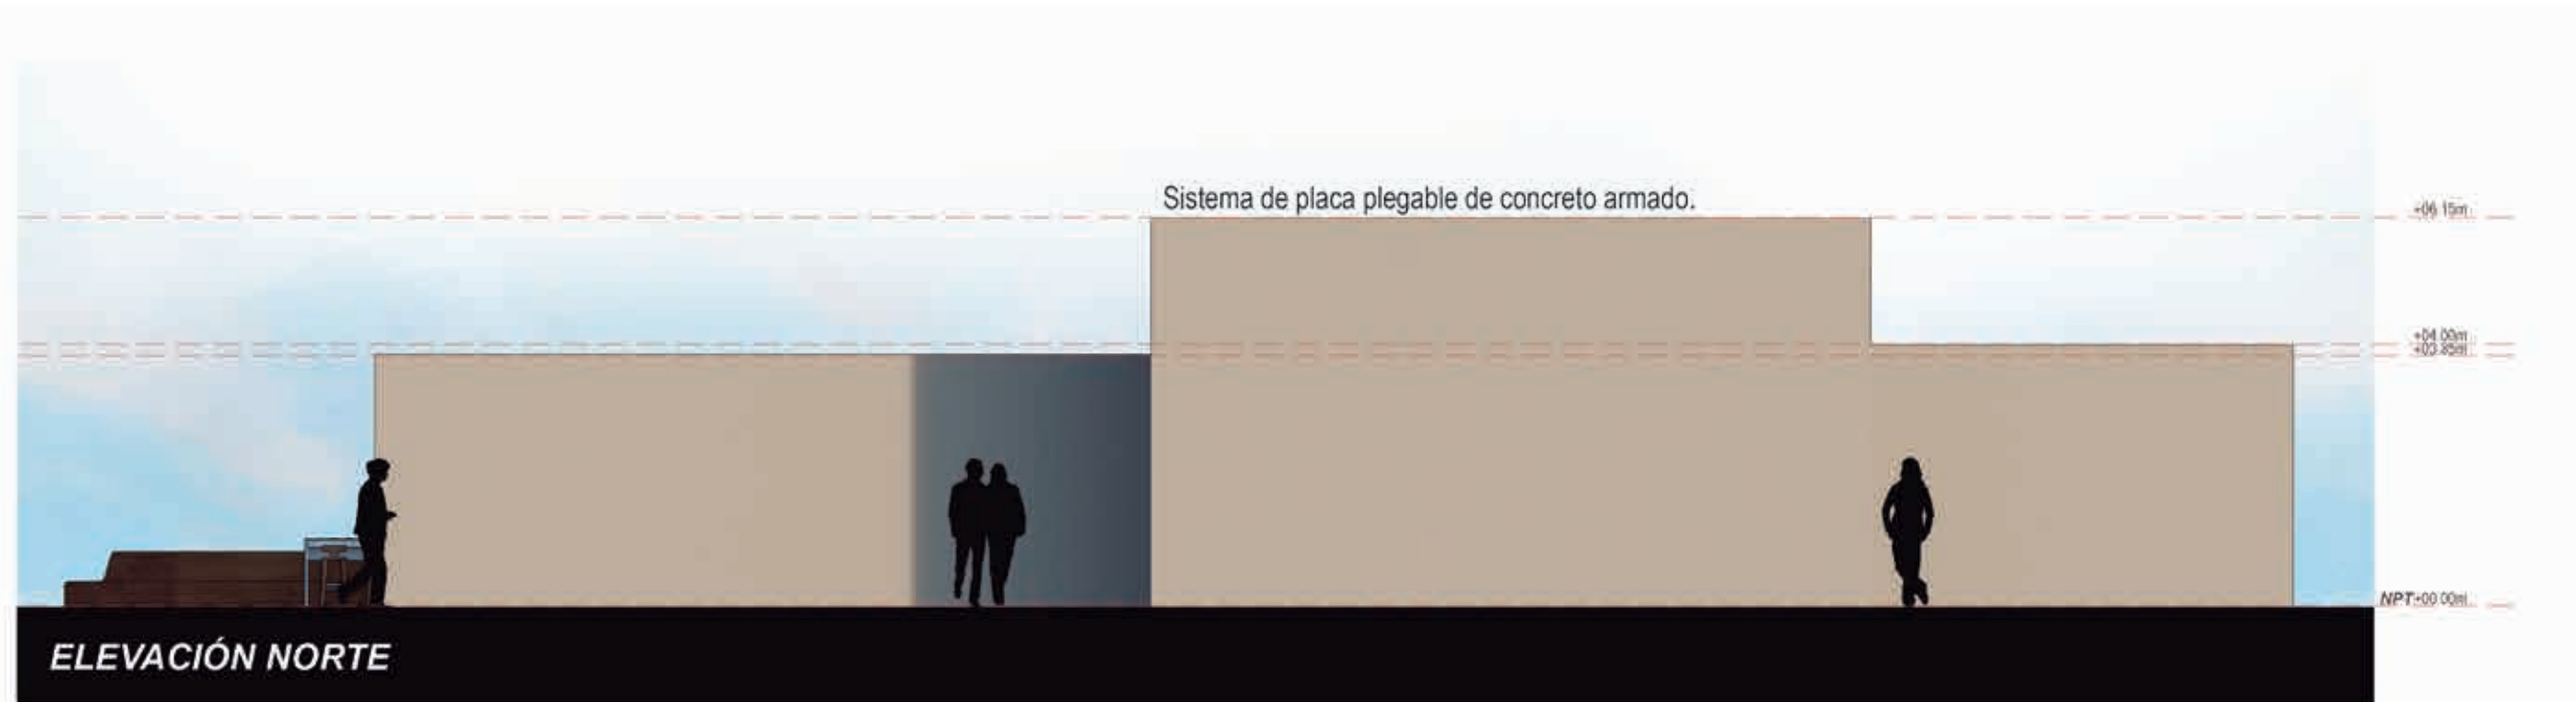 Sistema de placa plegable de concreto armado.
+06.15m
+04.00m
+03.85m
NPT+00.00m
ELEVACIÓN NORTE